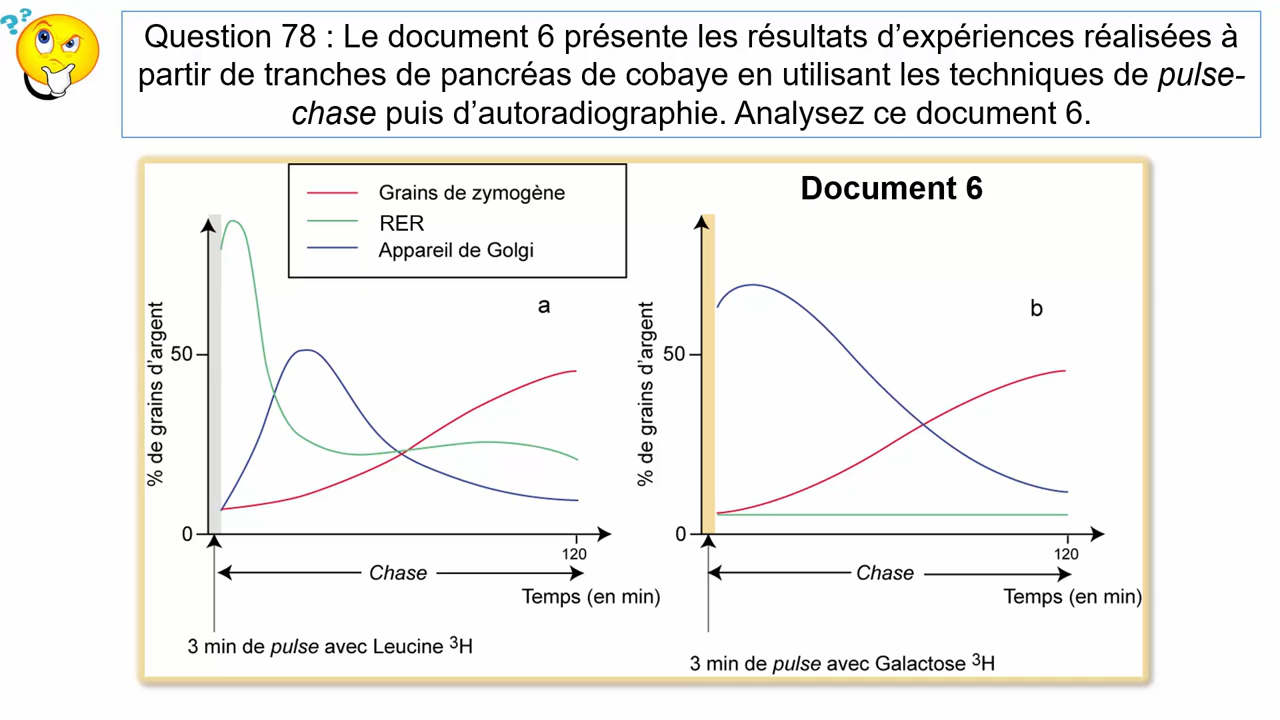 ??
Question 78 : Le document 6 présente les résultats d’expériences réalisées à
partir de tranches de pancréas de cobaye en utilisant les techniques de pulse-
chase puis d’autoradiographie. Analysez ce document 6.
Grains de zymogène
RER
Appareil de Golgi
Document 6
a
% de grains d’argent
50
0
120
Chase
Temps (en min)
3 min de pulse avec Leucine ³H
b
% de grains d’argent
50
0
120
Chase
Temps (en min)
3 min de pulse avec Galactose ³H